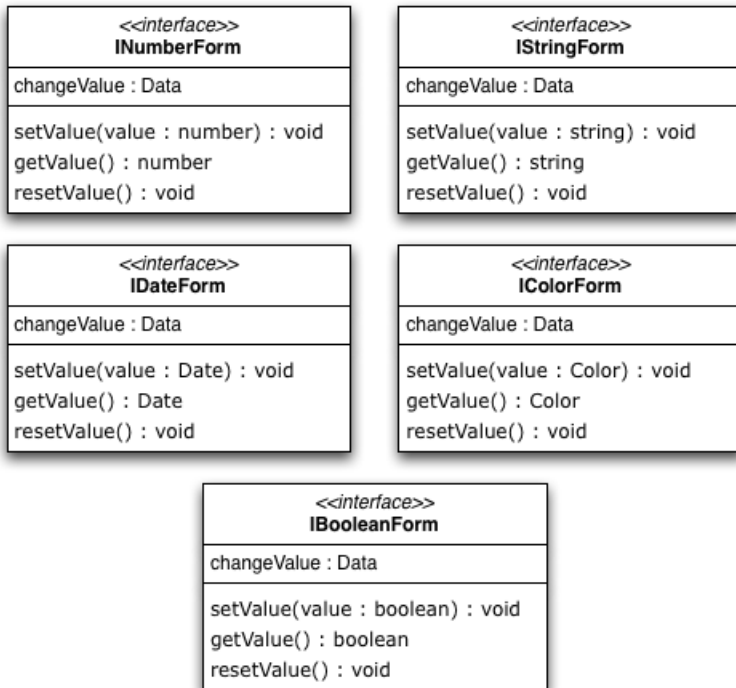 <<interface>>
INumberForm
changeValue : Data
setValue(value : number) : void
getValue() : number
resetValue() : void
<<interface>>
IStringForm
changeValue : Data
setValue(value : string) : void
getValue() : string
resetValue() : void
<<interface>>
IDateForm
changeValue : Data
setValue(value : Date) : void
getValue() : Date
resetValue() : void
<<interface>>
IColorForm
changeValue : Data
setValue(value : Color) : void
getValue() : Color
resetValue() : void
<<interface>>
IBooleanForm
changeValue : Data
setValue(value : boolean) : void
getValue() : boolean
resetValue() : void